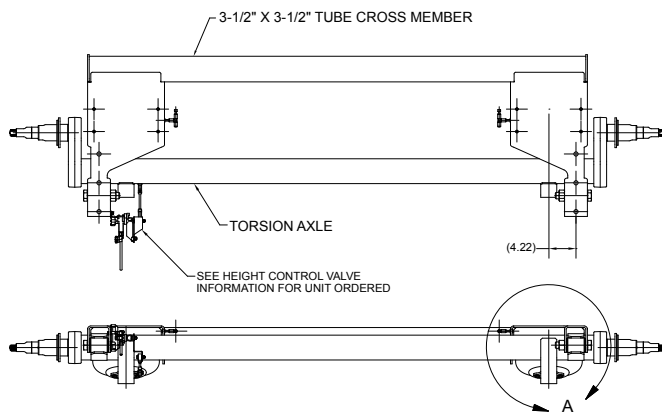 3-1/2" X 3-1/2" TUBE CROSS MEMBER
TORSION AXLE
(4.22)
SEE HEIGHT CONTROL VALVE
INFORMATION FOR UNIT ORDERED
A